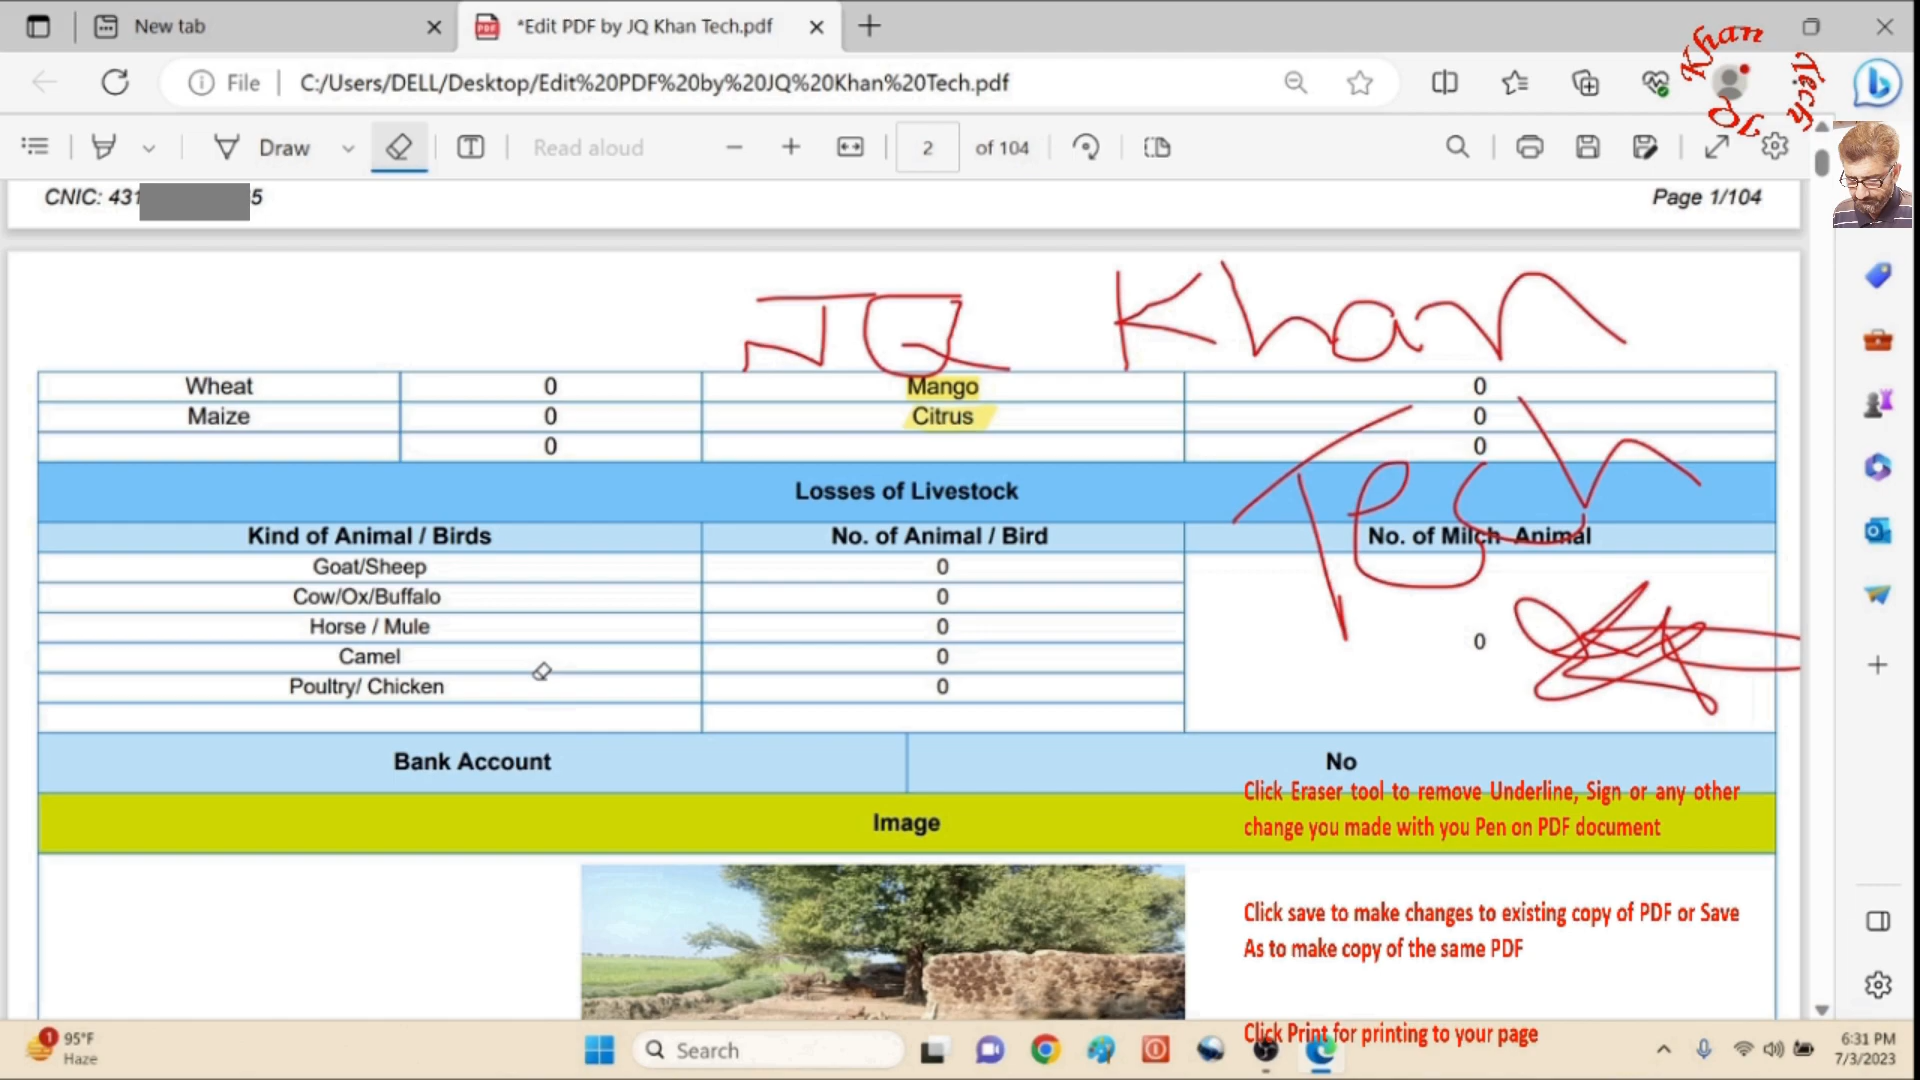 New tab
*Edit PDF by JQ Khan Tech.pdf
File C:/Users/DELL/Desktop/Edit%20PDF%20by%20JQ%20Khan%20Tech.pdf
JQ Khan Tech
Draw Read aloud 2 of 104
CNIC: 431 5 Page 1/104
JQ Khan
Wheat 0 Mango 0
Maize 0 Citrus 0
0 0
Tech
Losses of Livestock
Kind of Animal / Birds No. of Animal / Bird No. of Milch Animal
Goat/Sheep 0
Cow/Ox/Buffalo 0
Horse / Mule 0 0
Camel 0
Poultry/ Chicken 0
Bank Account No
Click Eraser tool to remove Underline, Sign or any other
change you made with you Pen on PDF document
Image
Click save to make changes to existing copy of PDF or Save
As to make copy of the same PDF
Click Print for printing to your page
1 95°F
Haze
Search
6:31 PM
7/3/2023